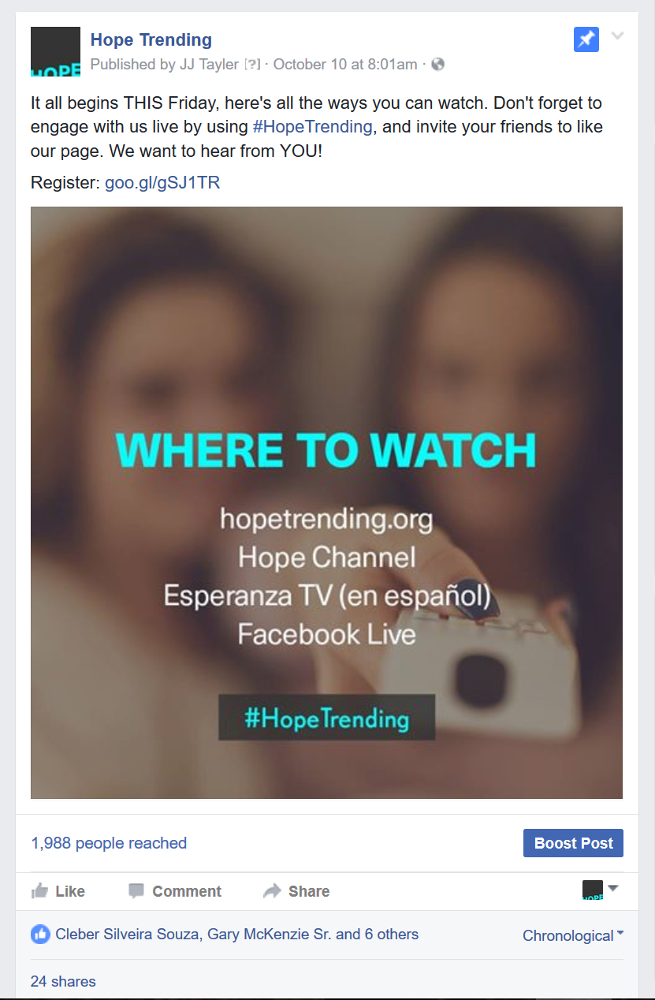 HOPE
Hope Trending
Published by JJ Tayler [?] · October 10 at 8:01am ·
It all begins THIS Friday, here's all the ways you can watch. Don't forget to
engage with us live by using #HopeTrending, and invite your friends to like
our page. We want to hear from YOU!
Register: goo.gl/gSJ1TR
WHERE TO WATCH
hopetrending.org
Hope Channel
Esperanza TV (en español)
Facebook Live
#HopeTrending
1,988 people reached
Boost Post
Like Comment Share
HOPE
Cleber Silveira Souza, Gary McKenzie Sr. and 6 others
Chronological
24 shares